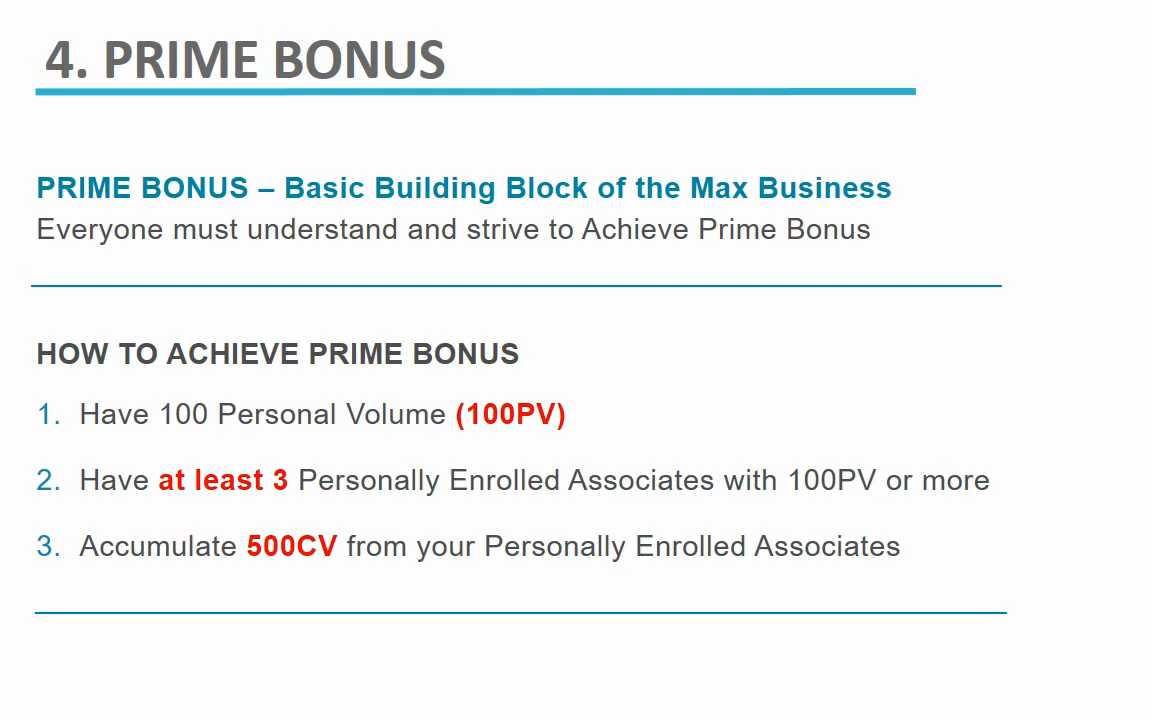 4. PRIME BONUS
PRIME BONUS – Basic Building Block of the Max Business
Everyone must understand and strive to Achieve Prime Bonus
HOW TO ACHIEVE PRIME BONUS
1. Have 100 Personal Volume (100PV)
2. Have at least 3 Personally Enrolled Associates with 100PV or more
3. Accumulate 500CV from your Personally Enrolled Associates